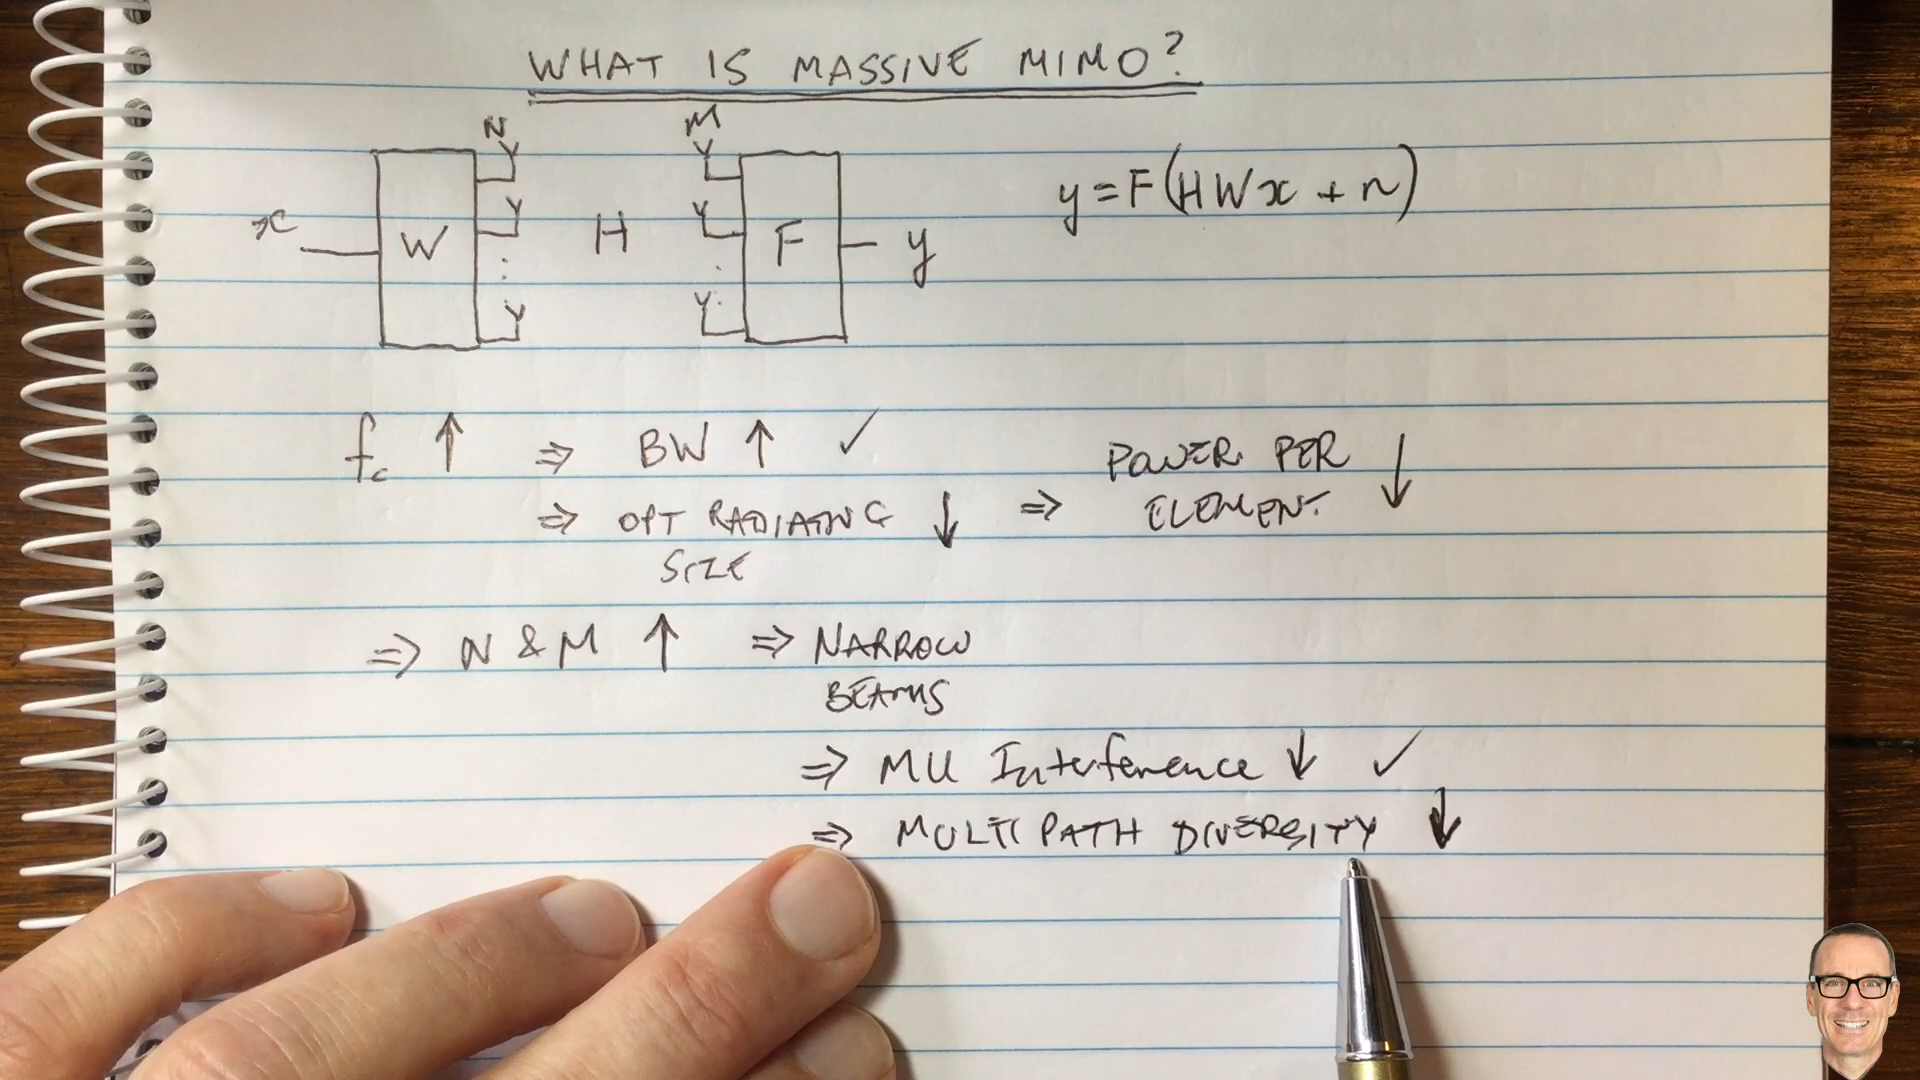 WHAT IS MASSIVE MIMO?
N M
x W H F y y = F(HWx + n)
fc ↑ ⇒ BW ↑ ✓ POWER PER ↓
⇒ OPT RADIATING ↓ ⇒ ELEMENT
SIZE
⇒ N & M ↑ ⇒ NARROW
BEAMS
⇒ MU Interference ↓ ✓
⇒ MULTIPATH DIVERSITY ↓